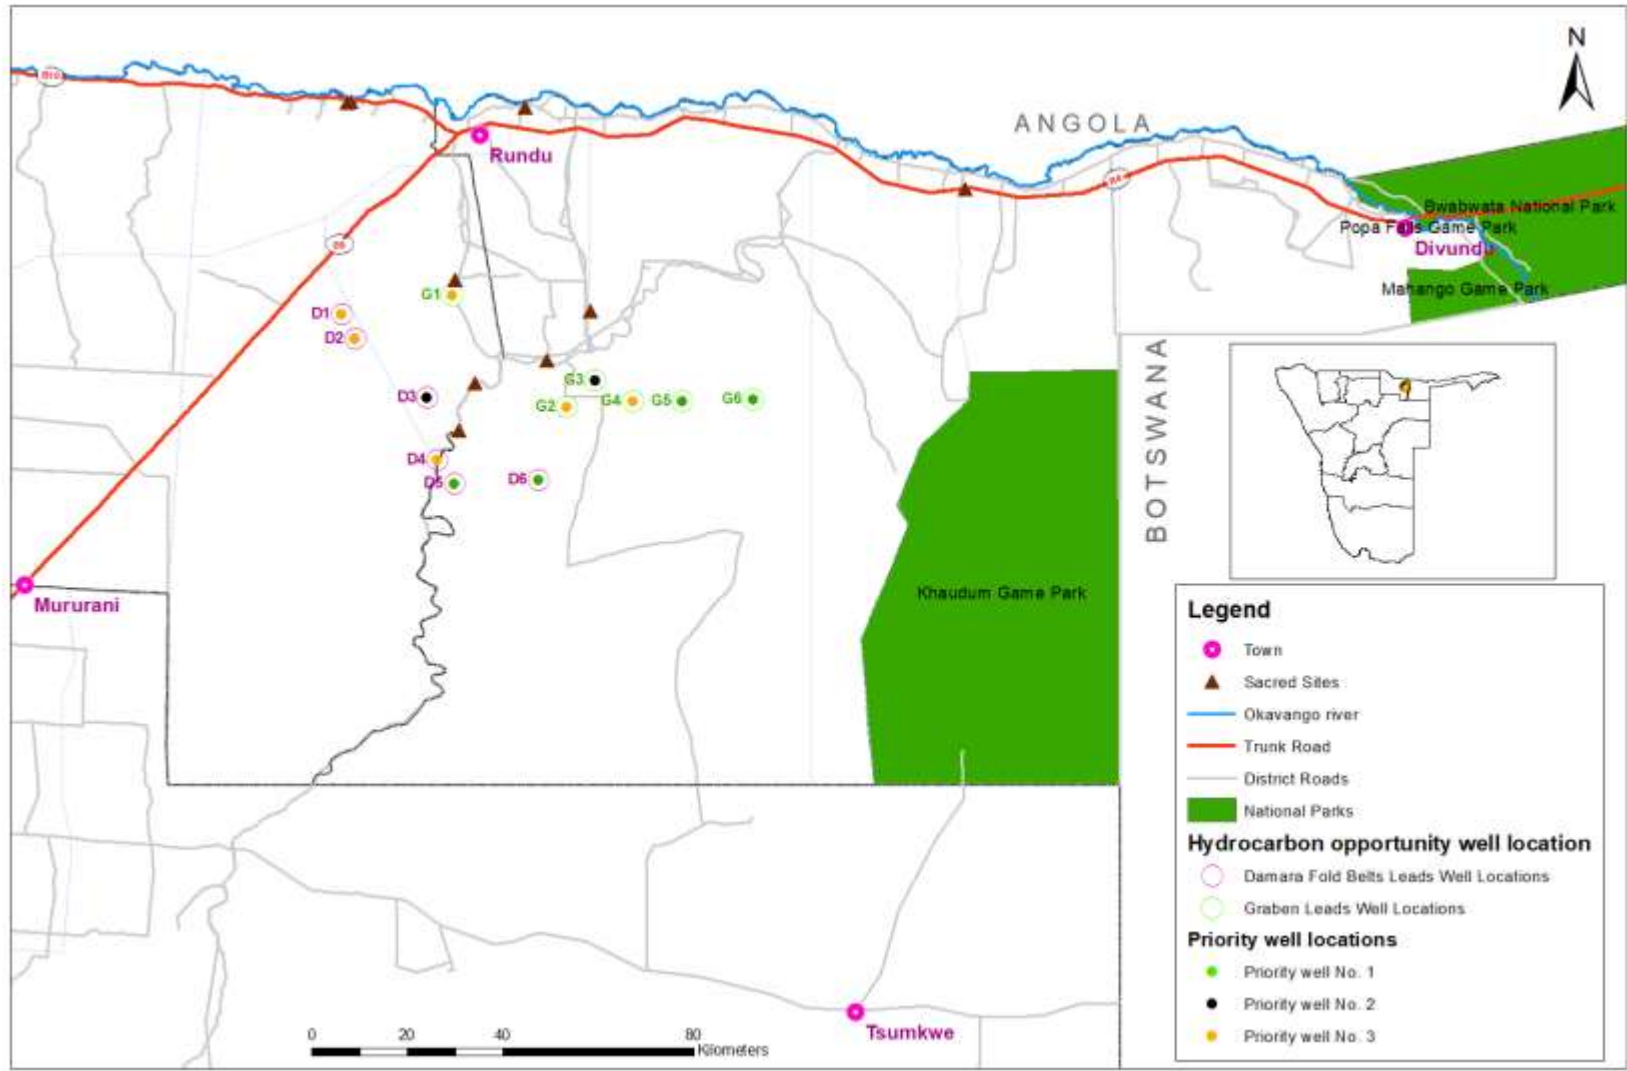 N
B10
ANGOLA
Rundu
B8
Bwabwata National Park
Popa Falls Game Park
Divundu
B8
Mahango Game Park
G1
D1
D2
BOTSWANA
G3
D3
G2
G4
G5
G6
D4
D5
D6
Khaudum Game Park
Mururani
Legend
Town
Sacred Sites
Okavango river
Trunk Road
District Roads
National Parks
Hydrocarbon opportunity well location
Damara Fold Belts Leads Well Locations
Graben Leads Well Locations
Priority well locations
Priority well No. 1
Priority well No. 2
Priority well No. 3
Tsumkwe
0 20 40 80
Kilometers